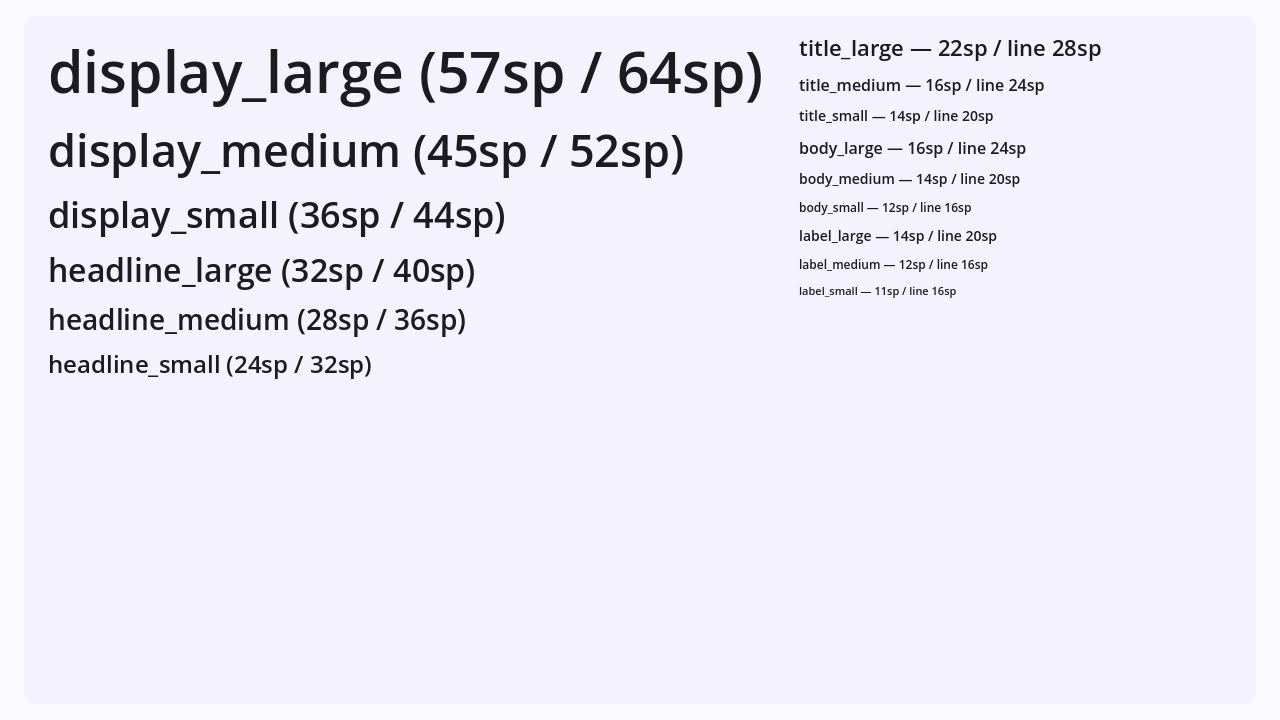 display_large (57sp / 64sp)
display_medium (45sp / 52sp)
display_small (36sp / 44sp)
headline_large (32sp / 40sp)
headline_medium (28sp / 36sp)
headline_small (24sp / 32sp)
title_large — 22sp / line 28sp
title_medium — 16sp / line 24sp
title_small — 14sp / line 20sp
body_large — 16sp / line 24sp
body_medium — 14sp / line 20sp
body_small — 12sp / line 16sp
label_large — 14sp / line 20sp
label_medium — 12sp / line 16sp
label_small — 11sp / line 16sp